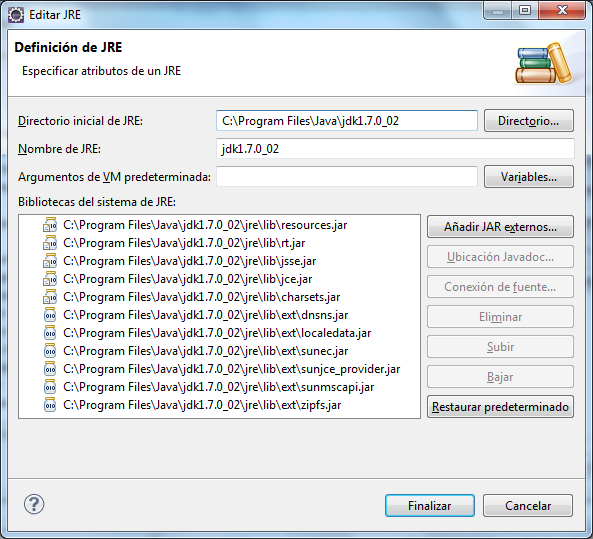 Editar JRE
Definición de JRE
Especificar atributos de un JRE
Directorio inicial de JRE:
C:\Program Files\Java\jdk1.7.0_02
Directorio...
Nombre de JRE:
jdk1.7.0_02
Argumentos de VM predeterminada:
Variables...
Bibliotecas del sistema de JRE:
C:\Program Files\Java\jdk1.7.0_02\jre\lib\resources.jar
C:\Program Files\Java\jdk1.7.0_02\jre\lib\rt.jar
C:\Program Files\Java\jdk1.7.0_02\jre\lib\jsse.jar
C:\Program Files\Java\jdk1.7.0_02\jre\lib\jce.jar
C:\Program Files\Java\jdk1.7.0_02\jre\lib\charsets.jar
C:\Program Files\Java\jdk1.7.0_02\jre\lib\ext\dnsns.jar
C:\Program Files\Java\jdk1.7.0_02\jre\lib\ext\localedata.jar
C:\Program Files\Java\jdk1.7.0_02\jre\lib\ext\sunec.jar
C:\Program Files\Java\jdk1.7.0_02\jre\lib\ext\sunjce_provider.jar
C:\Program Files\Java\jdk1.7.0_02\jre\lib\ext\sunmscapi.jar
C:\Program Files\Java\jdk1.7.0_02\jre\lib\ext\zipfs.jar
Añadir JAR externos...
Ubicación Javadoc...
Conexión de fuente...
Eliminar
Subir
Bajar
Restaurar predeterminado
?
Finalizar
Cancelar